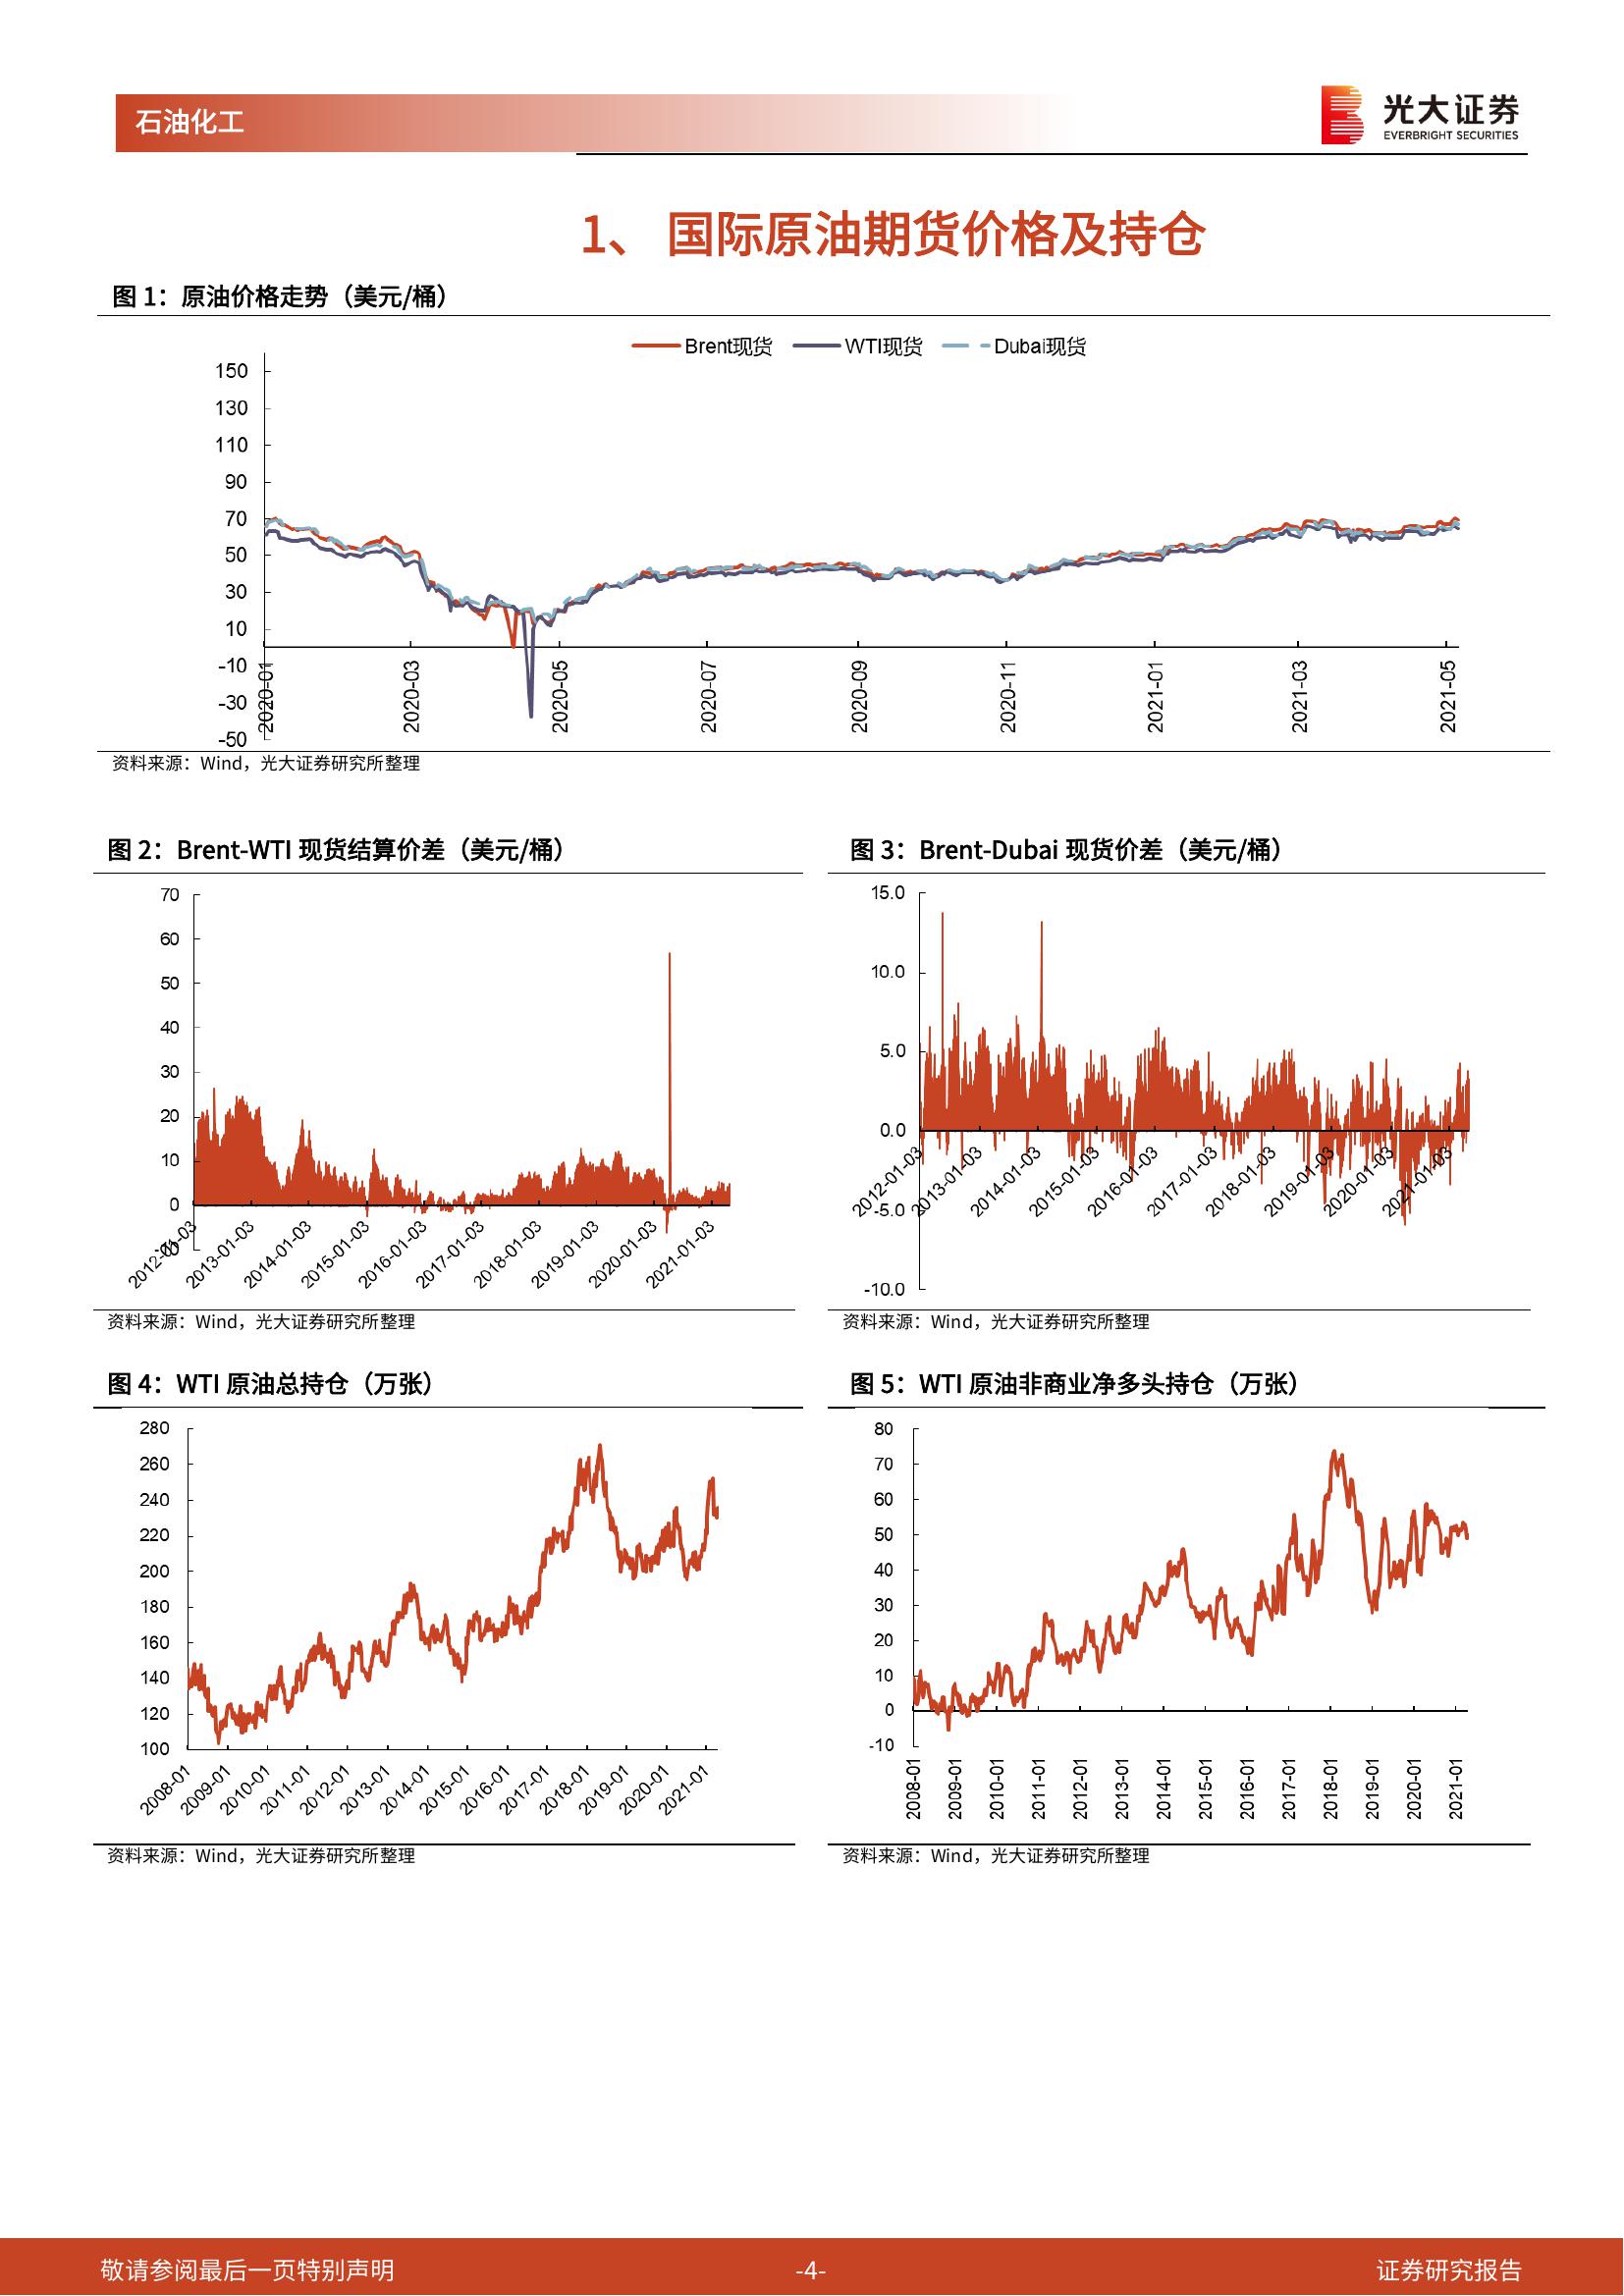 石油化工
光大证券
EVERBRIGHT SECURITIES
1、 国际原油期货价格及持仓
图 1：原油价格走势（美元/桶）
Brent现货 WTI现货 Dubai现货
150
130
110
90
70
50
30
10
-10
-30
-50
2020-01 2020-03 2020-05 2020-07 2020-09 2020-11 2021-01 2021-03 2021-05
资料来源：Wind，光大证券研究所整理
图 2：Brent-WTI 现货结算价差（美元/桶）
70
60
50
40
30
20
10
0
-10
2012-01-03 2013-01-03 2014-01-03 2015-01-03 2016-01-03 2017-01-03 2018-01-03 2019-01-03 2020-01-03 2021-01-03
资料来源：Wind，光大证券研究所整理
图 3：Brent-Dubai 现货价差（美元/桶）
15.0
10.0
5.0
0.0
-5.0
-10.0
2012-01-03 2013-01-03 2014-01-03 2015-01-03 2016-01-03 2017-01-03 2018-01-03 2019-01-03 2020-01-03 2021-01-03
资料来源：Wind，光大证券研究所整理
图 4：WTI 原油总持仓（万张）
280
260
240
220
200
180
160
140
120
100
2008-01 2009-01 2010-01 2011-01 2012-01 2013-01 2014-01 2015-01 2016-01 2017-01 2018-01 2019-01 2020-01 2021-01
资料来源：Wind，光大证券研究所整理
图 5：WTI 原油非商业净多头持仓（万张）
80
70
60
50
40
30
20
10
0
-10
2008-01 2009-01 2010-01 2011-01 2012-01 2013-01 2014-01 2015-01 2016-01 2017-01 2018-01 2019-01 2020-01 2021-01
资料来源：Wind，光大证券研究所整理
敬请参阅最后一页特别声明 -4- 证券研究报告